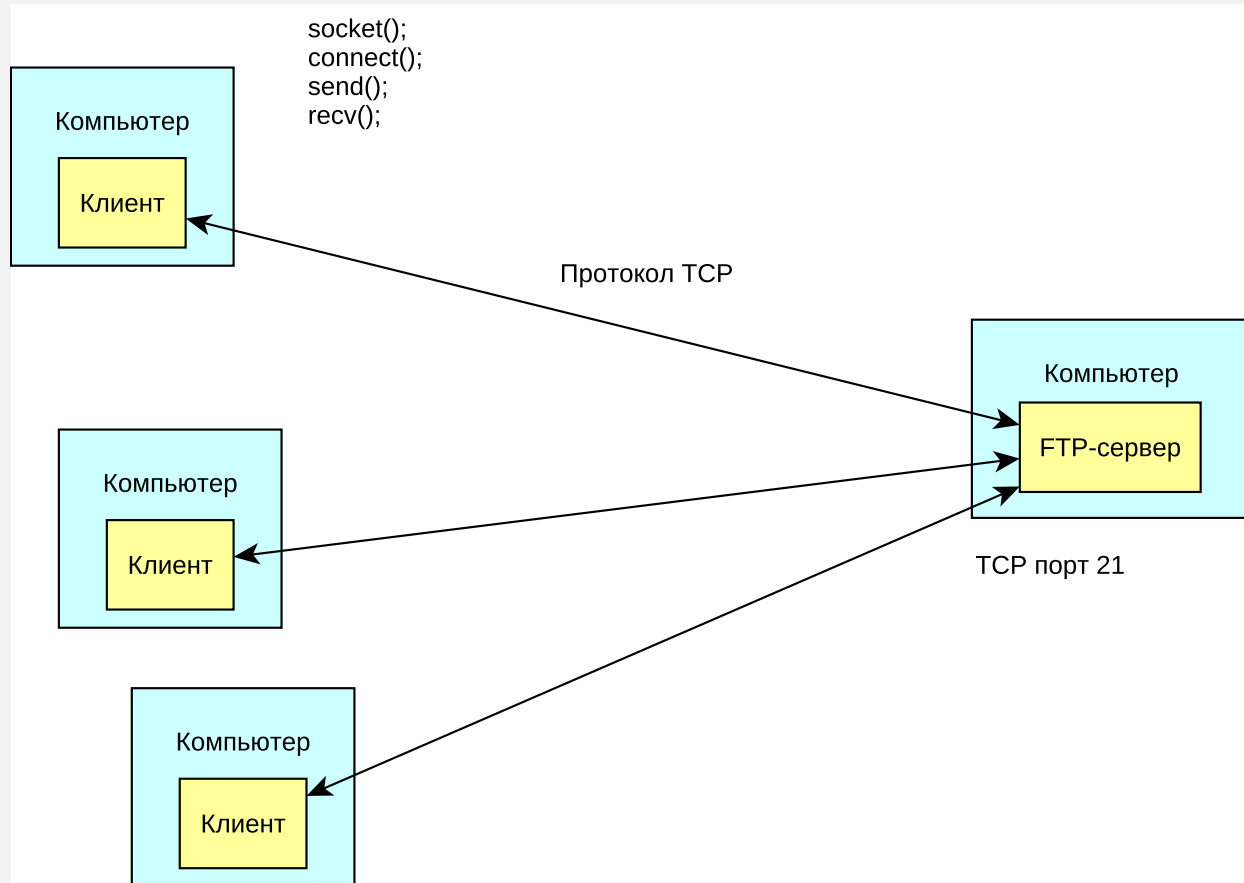 socket();
connect();
send();
recv();
Компьютер
Клиент
Протокол TCP
Компьютер
FTP-сервер
TCP порт 21
Компьютер
Клиент
Компьютер
Клиент